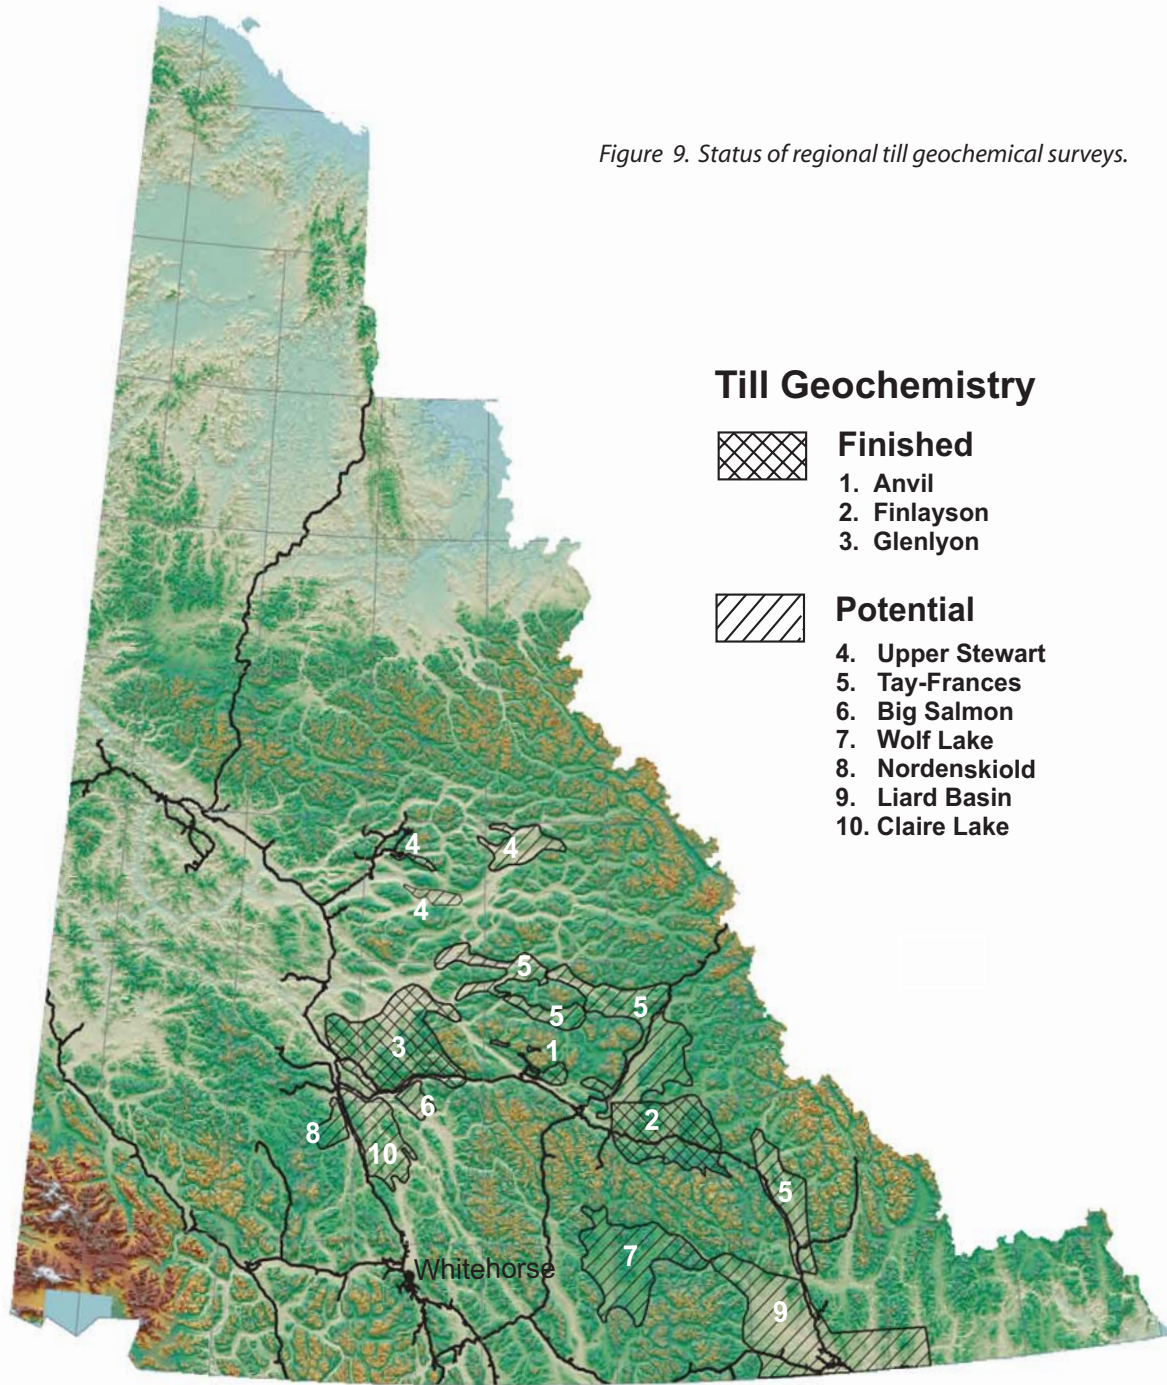 Figure 9. Status of regional till geochemical surveys.
Till Geochemistry
Finished
1. Anvil
2. Finlayson
3. Glenlyon
Potential
4. Upper Stewart
5. Tay-Frances
6. Big Salmon
7. Wolf Lake
8. Nordenskiold
9. Liard Basin
10. Claire Lake
4
4
4
5
5
5
3
1
6
2
8
10
5
7
Whitehorse
9